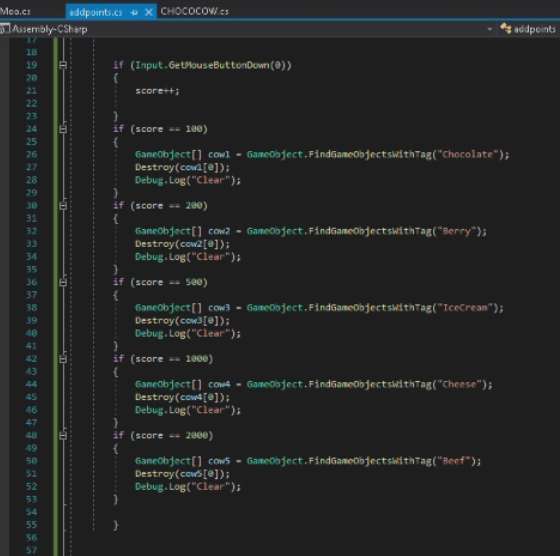 Moo.cs addpoints.cs CHOCOCOW.cs
Assembly-CSharp addpoints
17
18
19 if (Input.GetMouseButtonDown(0))
20 {
21 score++;
22
23 }
24 if (score == 100)
25 {
26 GameObject[] cow1 = GameObject.FindGameObjectsWithTag("Chocolate");
27 Destroy(cow1[0]);
28 Debug.Log("Clear");
29 }
30 if (score == 200)
31 {
32 GameObject[] cow2 = GameObject.FindGameObjectsWithTag("Berry");
33 Destroy(cow2[0]);
34 Debug.Log("Clear");
35 }
36 if (score == 500)
37 {
38 GameObject[] cow3 = GameObject.FindGameObjectsWithTag("IceCream");
39 Destroy(cow3[0]);
40 Debug.Log("Clear");
41 }
42 if (score == 1000)
43 {
44 GameObject[] cow4 = GameObject.FindGameObjectsWithTag("Cheese");
45 Destroy(cow4[0]);
46 Debug.Log("Clear");
47 }
48 if (score == 2000)
49 {
50 GameObject[] cow5 = GameObject.FindGameObjectsWithTag("Beef");
51 Destroy(cow5[0]);
52 Debug.Log("Clear");
53 }
54
55 }
56
57